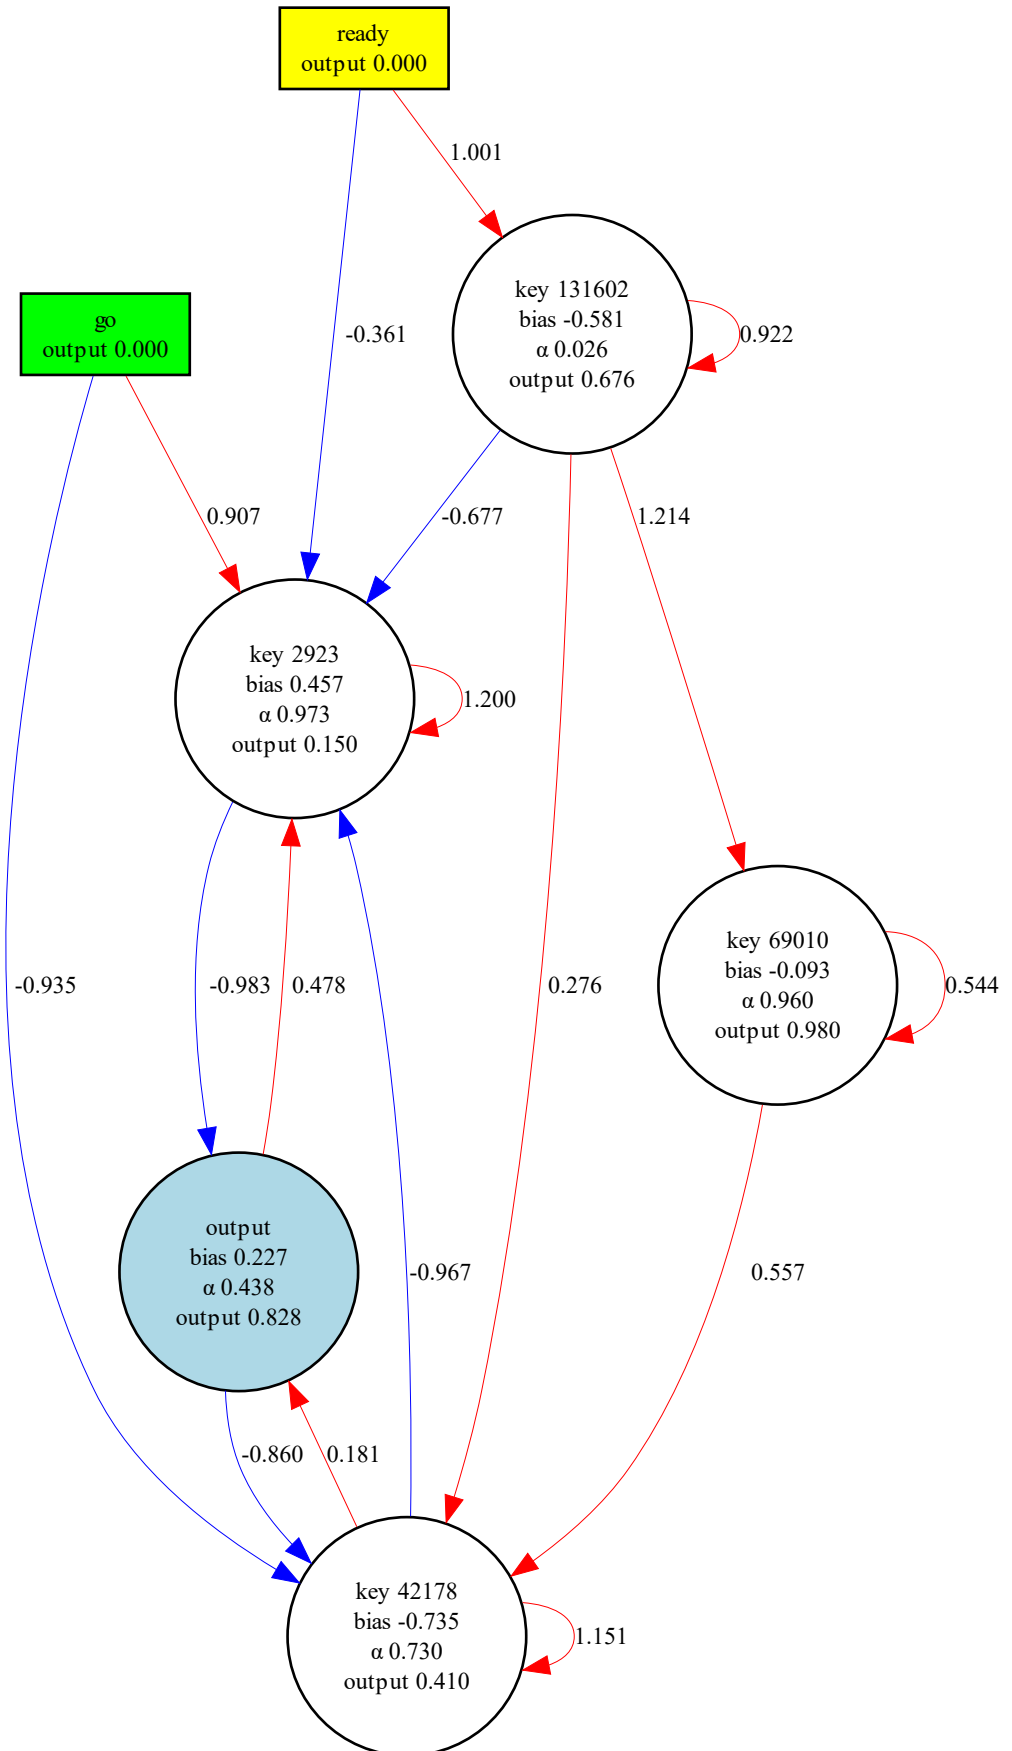 ready
output 0.000
1.001
key 131602
bias -0.581
α 0.026
output 0.676
0.922
go
output 0.000
-0.361
0.907
-0.677
1.214
key 2923
bias 0.457
α 0.973
output 0.150
1.200
key 69010
bias -0.093
α 0.960
output 0.980
0.544
-0.935
-0.983
0.478
0.276
output
bias 0.227
α 0.438
output 0.828
-0.967
0.557
-0.860
0.181
key 42178
bias -0.735
α 0.730
output 0.410
1.151